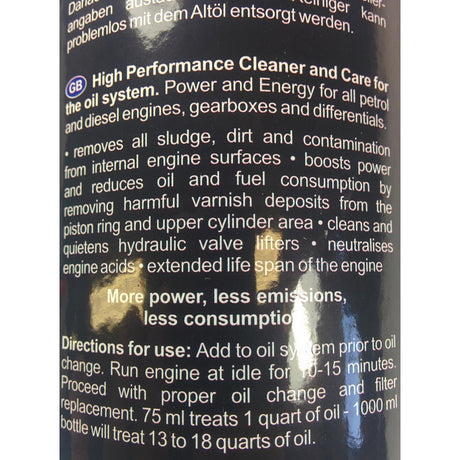 Danach
angaben austau
Reiniger kann
problemlos mit dem Altöl entsorgt werden.
GB High Performance Cleaner and Care for
the oil system. Power and Energy for all petrol
and diesel engines, gearboxes and differentials.
• removes all sludge, dirt and contamination
from internal engine surfaces • boosts power
and reduces oil and fuel consumption by
removing harmful varnish deposits from the
piston ring and upper cylinder area • cleans and
quietens hydraulic valve lifters • neutralises
engine acids • extended life span of the engine
More power, less emissions,
less consumption
Directions for use: Add to oil system prior to oil
change. Run engine at idle for 10-15 minutes.
Proceed with proper oil change and filter
replacement. 75 ml treats 1 quart of oil - 1000 ml
bottle will treat 13 to 18 quarts of oil.